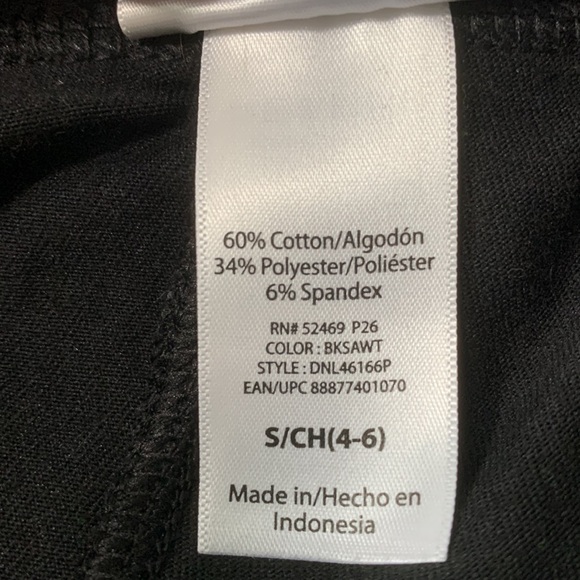 60% Cotton/Algodón
34% Polyester/Poliéster
6% Spandex
RN# 52469 P26
COLOR : BKSAWT
STYLE : DNL46166P
EAN/UPC 88877401070
S/CH(4-6)
Made in/Hecho en
Indonesia